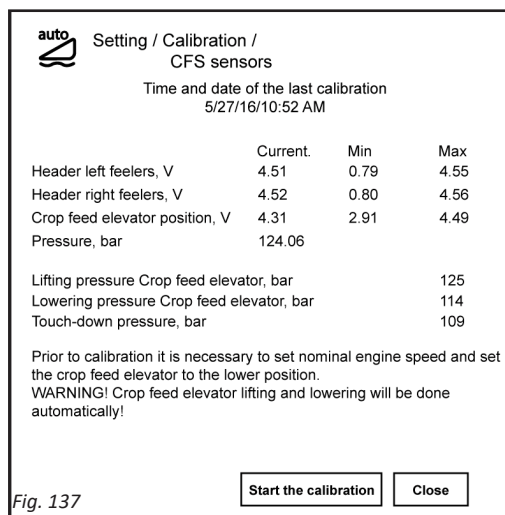 auto
Setting / Calibration /
CFS sensors
Time and date of the last calibration
5/27/16/10:52 AM
Current. Min Max
Header left feelers, V 4.51 0.79 4.55
Header right feelers, V 4.52 0.80 4.56
Crop feed elevator position, V 4.31 2.91 4.49
Pressure, bar 124.06
Lifting pressure Crop feed elevator, bar 125
Lowering pressure Crop feed elevator, bar 114
Touch-down pressure, bar 109
Prior to calibration it is necessary to set nominal engine speed and set
the crop feed elevator to the lower position.
WARNING! Crop feed elevator lifting and lowering will be done
automatically!
Start the calibration Close
Fig. 137